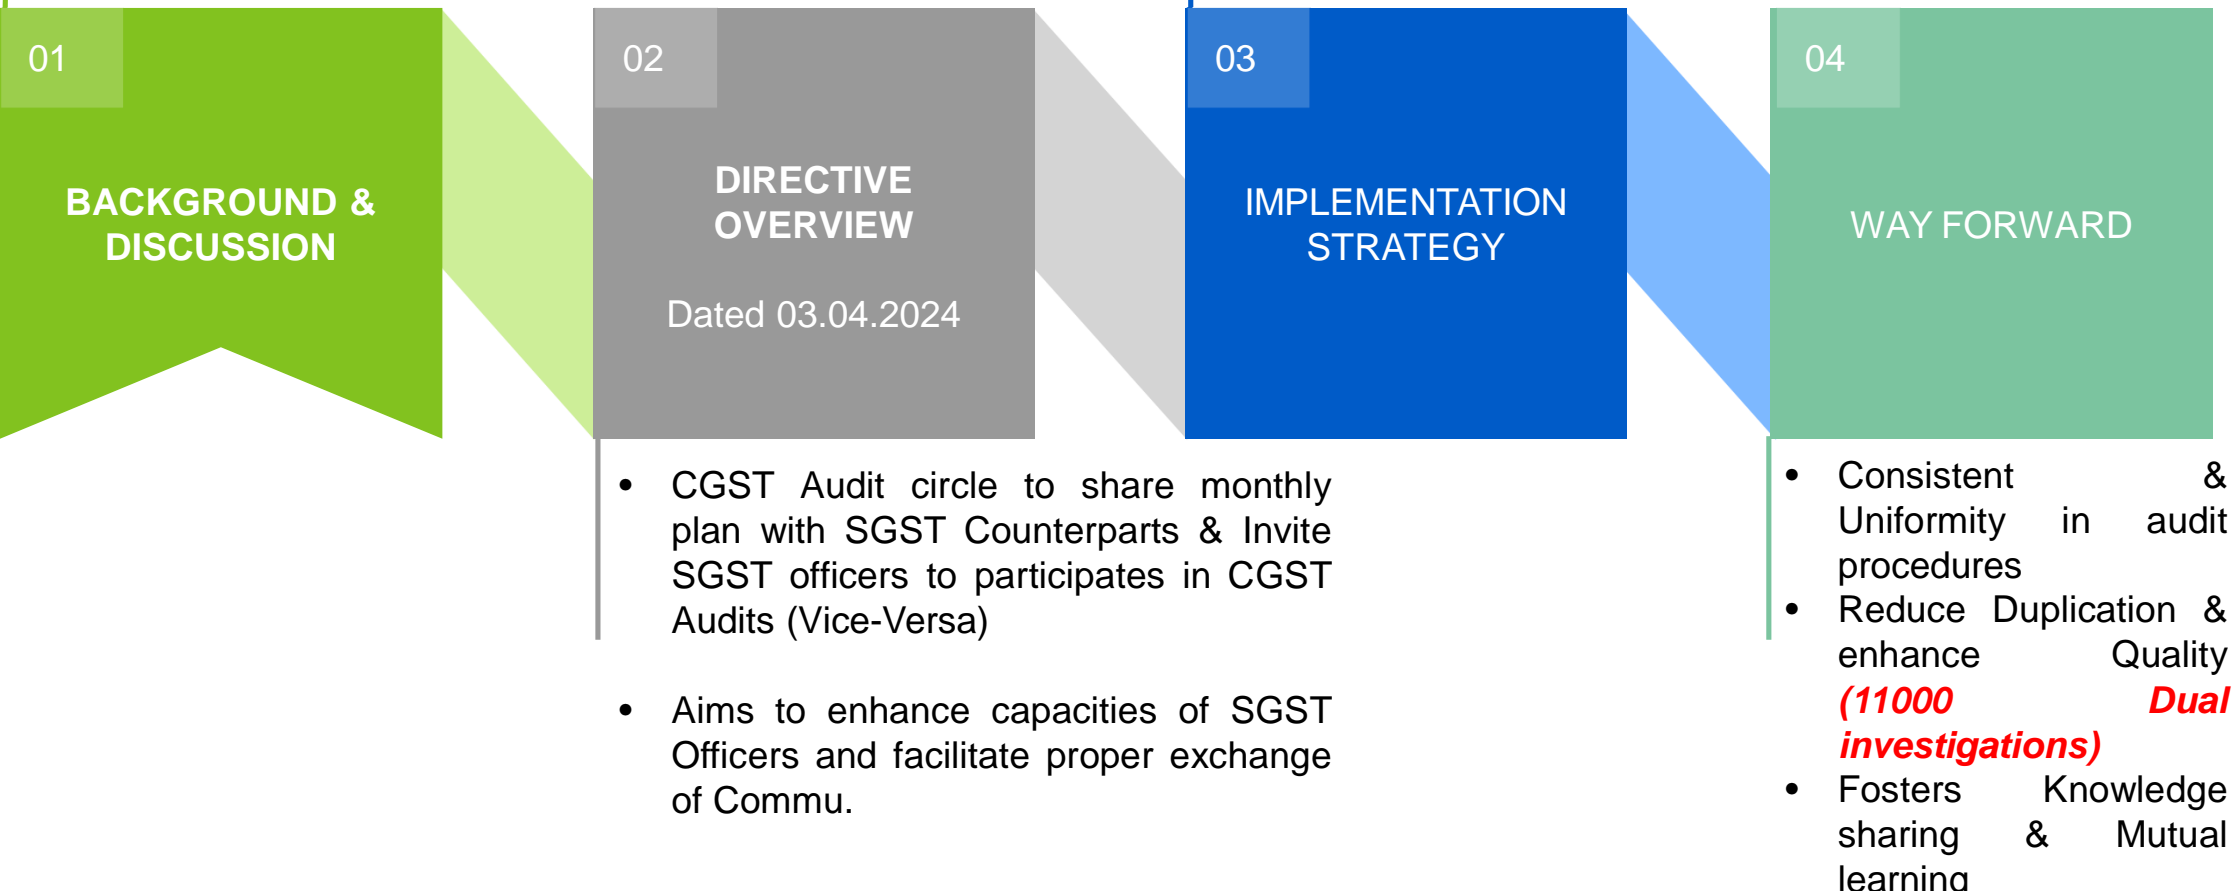 01
BACKGROUND &
DISCUSSION
02
DIRECTIVE
OVERVIEW
Dated 03.04.2024
• CGST Audit circle to share monthly
plan with SGST Counterparts & Invite
SGST officers to participates in CGST
Audits (Vice-Versa)
• Aims to enhance capacities of SGST
Officers and facilitate proper exchange
of Commu.
03
IMPLEMENTATION
STRATEGY
04
WAY FORWARD
• Consistent &
Uniformity in audit
procedures
• Reduce Duplication &
enhance Quality
(11000 Dual
investigations)
• Fosters Knowledge
sharing & Mutual
learning